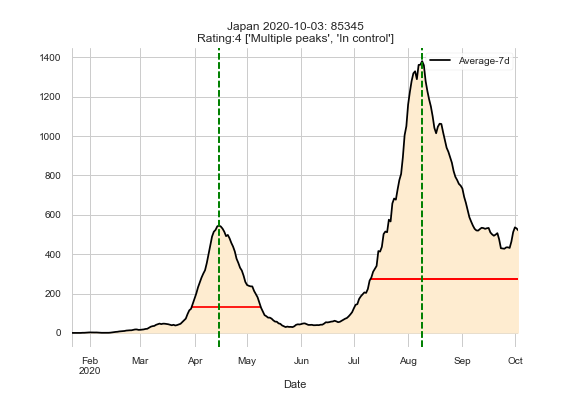 Japan 2020-10-03: 85345
Rating:4 ['Multiple peaks', 'In control']
Average-7d
1400
1200
1000
800
600
400
200
0
Feb Mar Apr May Jun Jul Aug Sep Oct
2020
Date